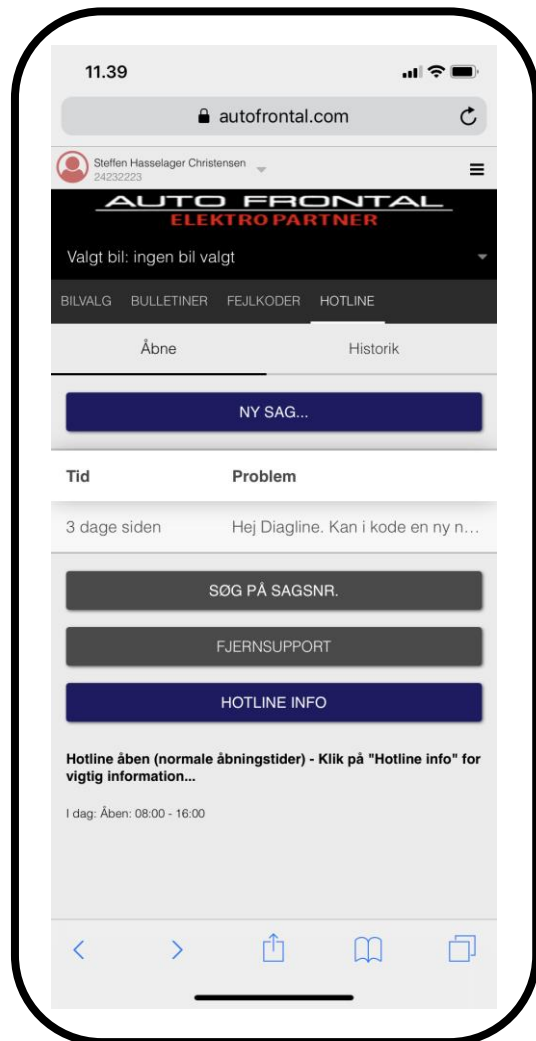 11.39
autofrontal.com
Steffen Hasselager Christensen
24232223
AUTO FRONTAL
ELEKTRO PARTNER
Valgt bil: ingen bil valgt
BILVALG BULLETINER FEJLKODER HOTLINE
Åbne Historik
NY SAG...
Tid Problem
3 dage siden Hej Diagline. Kan i kode en ny n...
SØG PÅ SAGSNR.
FJERNSUPPORT
HOTLINE INFO
Hotline åben (normale åbningstider) - Klik på "Hotline info" for
vigtig information...
I dag: Åben: 08:00 - 16:00